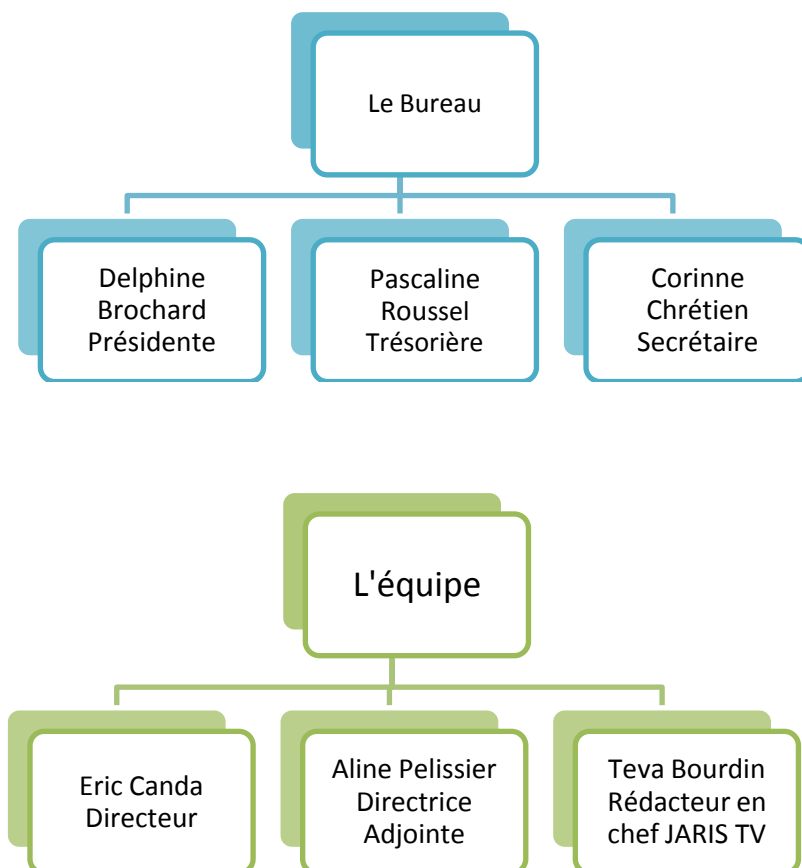 Le Bureau
Delphine
Brochard
Présidente
Pascaline
Roussel
Trésorière
Corinne
Chrétien
Secrétaire
L'équipe
Eric Canda
Directeur
Aline Pelissier
Directrice
Adjointe
Teva Bourdin
Rédacteur en
chef JARIS TV